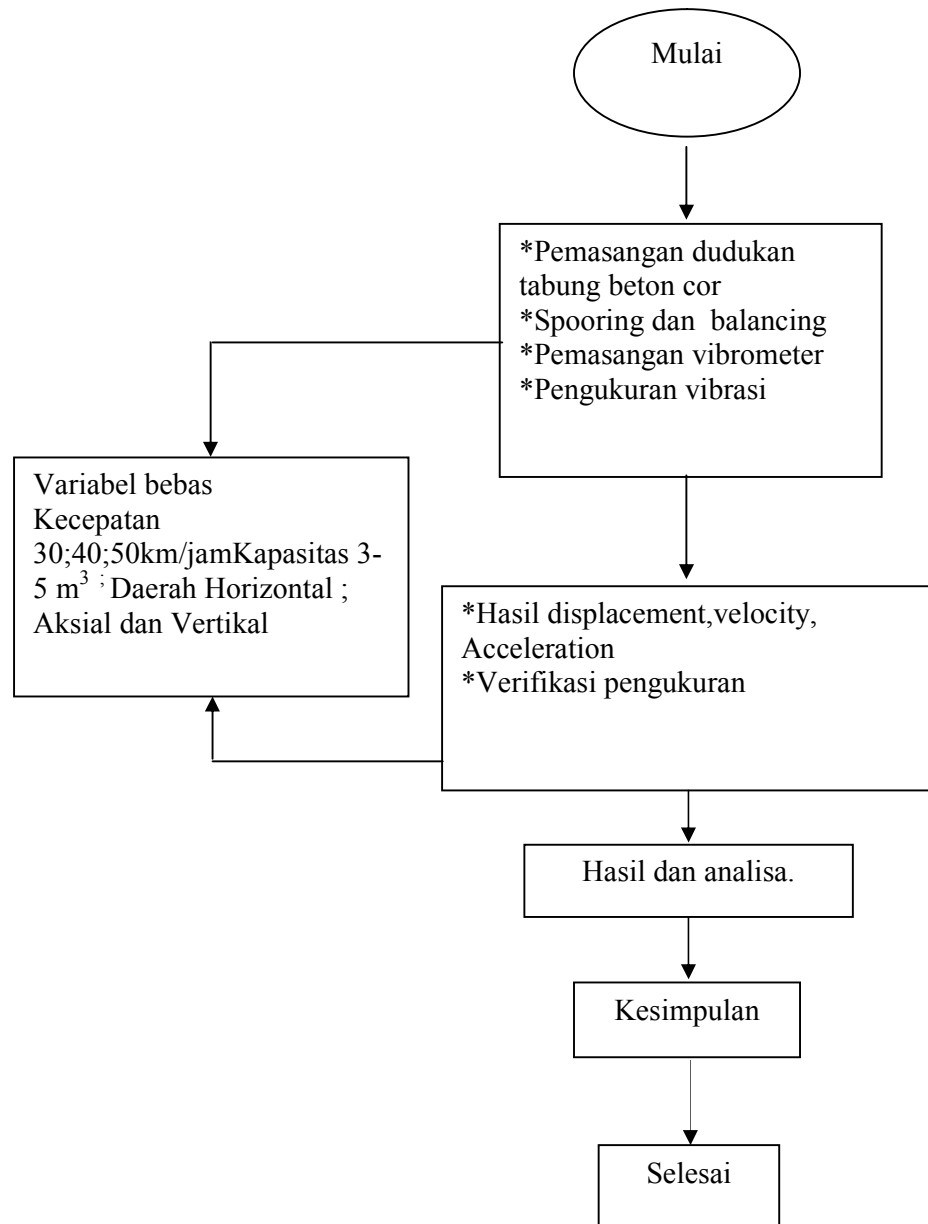 Mulai
*Pemasangan dudukan
tabung beton cor
*Spooring dan balancing
*Pemasangan vibrometer
*Pengukuran vibrasi
Variabel bebas
Kecepatan
30;40;50km/jamKapasitas 3-
5 m³ ; Daerah Horizontal ;
Aksial dan Vertikal
*Hasil displacement,velocity,
Acceleration
*Verifikasi pengukuran
Hasil dan analisa.
Kesimpulan
Selesai